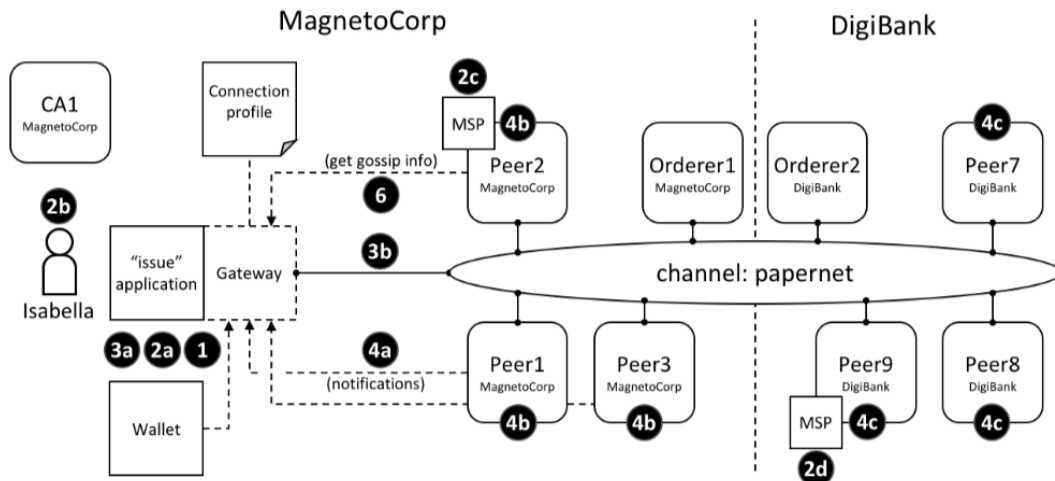 MagnetoCorp
DigiBank
CA1
MagnetoCorp
Connection
profile
2c
MSP
4b
Peer2
MagnetoCorp
Orderer1
MagnetoCorp
Orderer2
DigiBank
4c
Peer7
DigiBank
(get gossip info)
6
2b
Isabella
“issue”
application
Gateway
3b
channel: papernet
3a
2a
1
4a
(notifications)
Peer1
MagnetoCorp
4b
Peer3
MagnetoCorp
4b
Peer9
DigiBank
MSP
4c
2d
Peer8
DigiBank
4c
Wallet